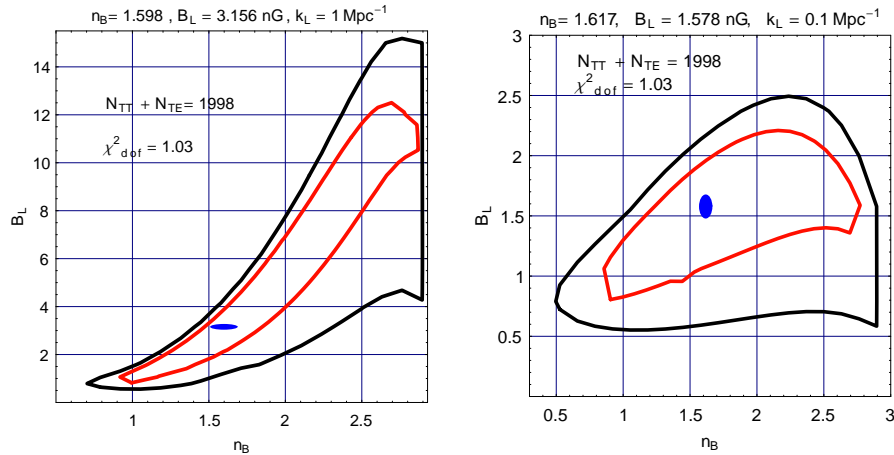 n_B= 1.598 , B_L = 3.156 nG , k_L = 1 Mpc⁻¹
14
12
10
8
6
4
2
B_L
N_TT + N_TE = 1998
χ²_dof = 1.03
1
1.5
2
2.5
n_B
n_B= 1.617, B_L = 1.578 nG, k_L = 0.1 Mpc⁻¹
3
2.5
2
1.5
1
0.5
0
B_L
N_TT + N_TE = 1998
χ²_dof = 1.03
0.5
1
1.5
2
2.5
3
n_B